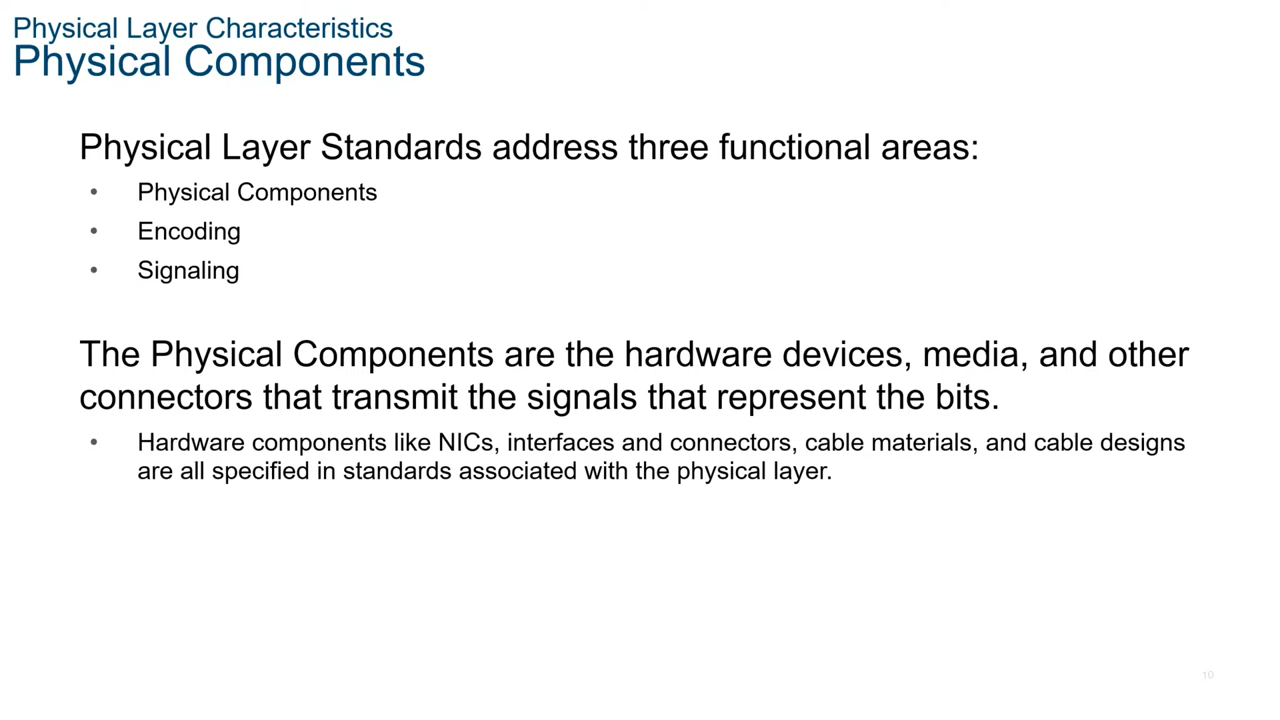 Physical Layer Characteristics
Physical Components
Physical Layer Standards address three functional areas:
• Physical Components
• Encoding
• Signaling
The Physical Components are the hardware devices, media, and other
connectors that transmit the signals that represent the bits.
• Hardware components like NICs, interfaces and connectors, cable materials, and cable designs
are all specified in standards associated with the physical layer.
10